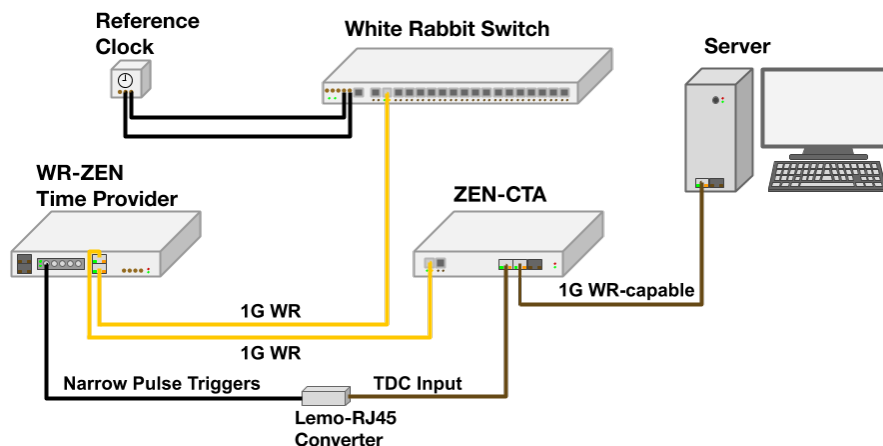 Reference
Clock
White Rabbit Switch
Server
WR-ZEN
Time Provider
ZEN-CTA
1G WR-capable
1G WR
1G WR
Narrow Pulse Triggers
TDC Input
Lemo-RJ45
Converter